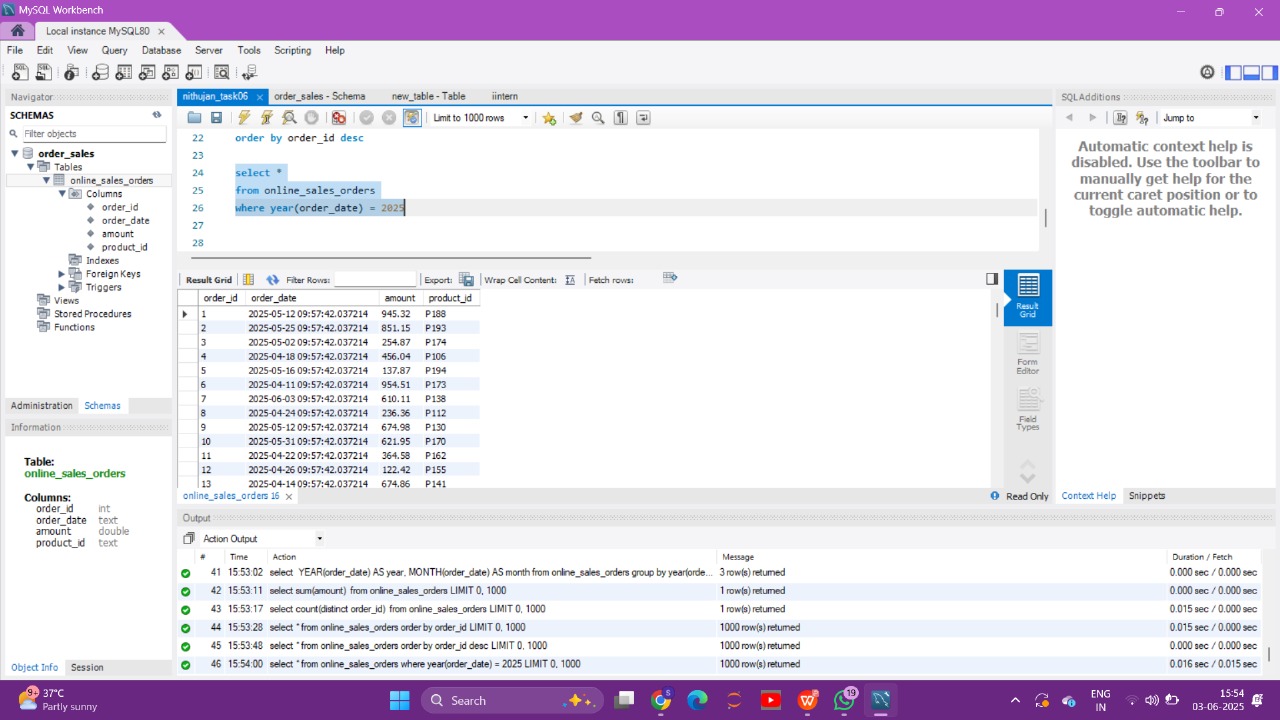 MySQL Workbench
Local instance MySQL80
File Edit View Query Database Server Tools Scripting Help
Navigator
SCHEMAS
Filter objects
order_sales
Tables
online_sales_orders
Columns
order_id
order_date
amount
product_id
Indexes
Foreign Keys
Triggers
Views
Stored Procedures
Functions
Administration Schemas
Information
Table:
online_sales_orders
Columns:
order_id int
order_date text
amount double
product_id text
Object Info Session
nithujan_task06 order_sales - Schema new_table - Table iintern
Limit to 1000 rows
22 order by order_id desc
23
24 select *
25 from online_sales_orders
26 where year(order_date) = 2025
27
28
Result Grid Filter Rows: Export: Wrap Cell Content: Fetch rows:
order_id order_date amount product_id
1 2025-05-12 09:57:42.037214 945.32 P188
2 2025-05-25 09:57:42.037214 851.15 P193
3 2025-05-02 09:57:42.037214 254.87 P174
4 2025-04-18 09:57:42.037214 456.04 P106
5 2025-05-16 09:57:42.037214 137.87 P194
6 2025-04-11 09:57:42.037214 954.51 P173
7 2025-06-03 09:57:42.037214 610.11 P138
8 2025-04-24 09:57:42.037214 236.36 P112
9 2025-05-12 09:57:42.037214 674.98 P130
10 2025-05-31 09:57:42.037214 621.95 P170
11 2025-04-22 09:57:42.037214 364.58 P162
12 2025-04-26 09:57:42.037214 122.42 P155
13 2025-04-14 09:57:42.037214 674.86 P141
Result Grid
Form Editor
Field Types
online_sales_orders 16
Read Only
SQLAdditions
Jump to
Automatic context help is
disabled. Use the toolbar to
manually get help for the
current caret position or to
toggle automatic help.
Context Help Snippets
Output
Action Output
# Time Action Message Duration / Fetch
41 15:53:02 select YEAR(order_date) AS year, MONTH(order_date) AS month from online_sales_orders group by year(orde... 3 row(s) returned 0.000 sec / 0.000 sec
42 15:53:11 select sum(amount) from online_sales_orders LIMIT 0, 1000 1 row(s) returned 0.000 sec / 0.000 sec
43 15:53:17 select count(distinct order_id) from online_sales_orders LIMIT 0, 1000 1 row(s) returned 0.015 sec / 0.000 sec
44 15:53:28 select * from online_sales_orders order by order_id LIMIT 0, 1000 1000 row(s) returned 0.015 sec / 0.000 sec
45 15:53:48 select * from online_sales_orders order by order_id desc LIMIT 0, 1000 1000 row(s) returned 0.000 sec / 0.000 sec
46 15:54:00 select * from online_sales_orders where year(order_date) = 2025 LIMIT 0, 1000 1000 row(s) returned 0.016 sec / 0.015 sec
9+
37°C
Partly sunny
Search
S
19
ENG
IN
15:54
03-06-2025